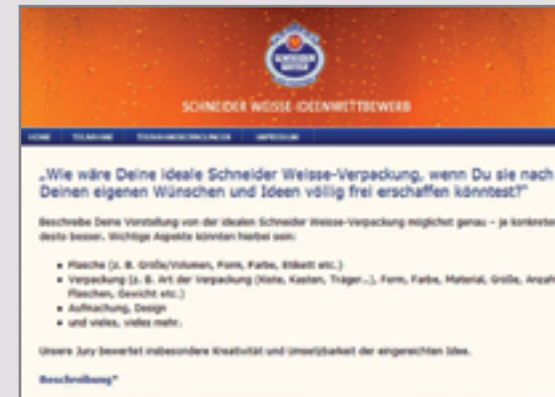 SCHNEIDER WEISSE
SCHNEIDER WEISSE-IDEENWETTBEWERB
HOME TEILNAHME TEILNAHMEBEDINGUNGEN IMPRESSUM
„Wie wäre Deine ideale Schneider Weisse-Verpackung, wenn Du sie nach
Deinen eigenen Wünschen und Ideen völlig frei erschaffen könntest?"
Beschreibe Deine Vorstellung von der idealen Schneider Weisse-Verpackung möglichst genau – je konkreter
desto besser. Wichtige Aspekte könnten hierbei sein:
• Flasche (z. B. Größe/Volumen, Form, Farbe, Etikett etc.)
• Verpackung (z. B. Art der Verpackung (Kiste, Kasten, Träger...), Form, Farbe, Material, Größe, Anzahl
Flaschen, Gewicht etc.)
• Aufmachung, Design
• und vieles, vieles mehr.
Unsere Jury bewertet insbesondere Kreativität und Umsetzbarkeit der eingereichten Idee.
Beschreibung*